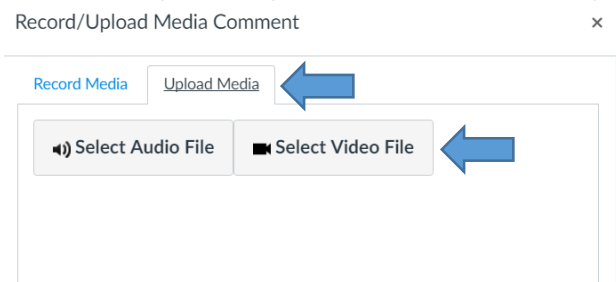 Record/Upload Media Comment ×
Record Media Upload Media
Select Audio File Select Video File